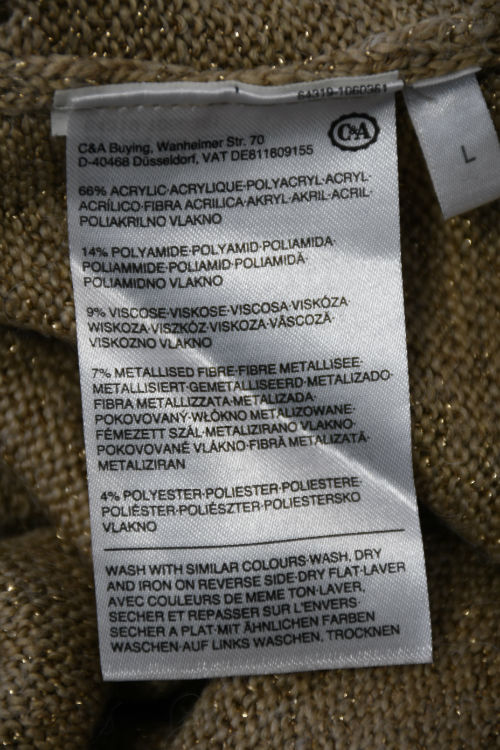 64319-1060361
C&A
C&A Buying, Wanheimer Str. 70
D-40468 Düsseldorf, VAT DE811809155
66% ACRYLIC·ACRYLIQUE·POLYACRYL·ACRYL·
ACRÍLICO·FIBRA ACRILICA·AKRYL·AKRIL·ACRIL·
POLIAKRILNO VLAKNO
14% POLYAMIDE·POLYAMID·POLIAMIDA·
POLIAMMIDE·POLIAMID·POLIAMIDĂ·
POLIAMIDNO VLAKNO
9% VISCOSE·VISKOSE·VISCOSA·VISKÓZA·
WISKOZA·VISZKÓZ·VISKOZA·VÂSCOZĂ·
VISKOZNO VLAKNO
7% METALLISED FIBRE·FIBRE METALLISEE·
METALLISIERT·GEMETALLISEERD·METALIZADO·
FIBRA METALLIZZATA·METALIZADA·
POKOVOVANÝ·WŁÓKNO METALIZOWANE·
FÉMEZETT SZÁL·METALIZIRANO VLAKNO·
POKOVOVANÉ VLÁKNO·FIBRĂ METALIZATĂ·
METALIZIRAN
4% POLYESTER·POLIESTER·POLIESTERE·
POLIÉSTER·POLIÉSZTER·POLIESTERSKO
VLAKNO
WASH WITH SIMILAR COLOURS·WASH, DRY
AND IRON ON REVERSE SIDE·DRY FLAT·LAVER
AVEC COULEURS DE MEME TON·LAVER,
SECHER ET REPASSER SUR L'ENVERS·
SECHER A PLAT·MIT ÄHNLICHEN FARBEN
WASCHEN·AUF LINKS WASCHEN, TROCKNEN
L